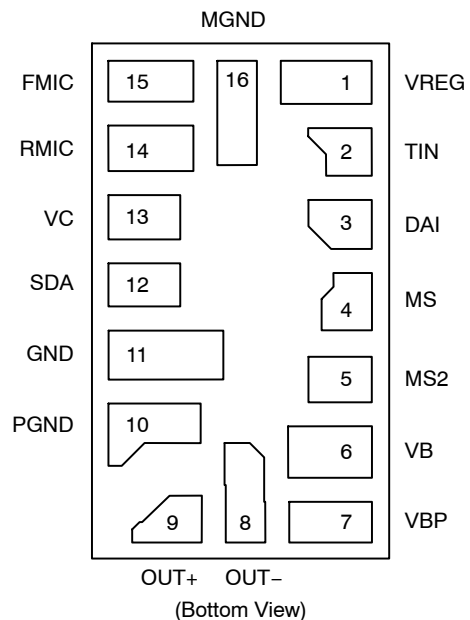 MGND
FMIC 15 16 1 VREG
RMIC 14 2 TIN
VC 13 3 DAI
SDA 12 4 MS
GND 11 5 MS2
PGND 10 6 VB
9 8 7 VBP
OUT+ OUT−
(Bottom View)